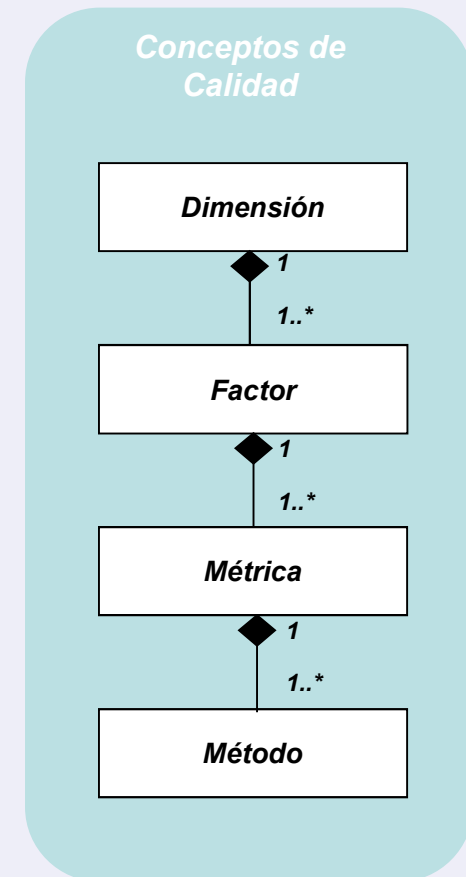 Conceptos de
Calidad
Dimensión
1
1..*
Factor
1
1..*
Métrica
1
1..*
Método